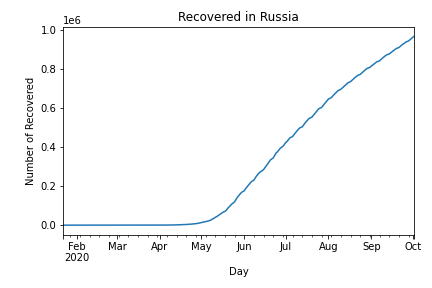 Recovered in Russia
1e6
1.0
0.8
0.6
0.4
0.2
0.0
Number of Recovered
Feb Mar Apr May Jun Jul Aug Sep Oct
2020
Day